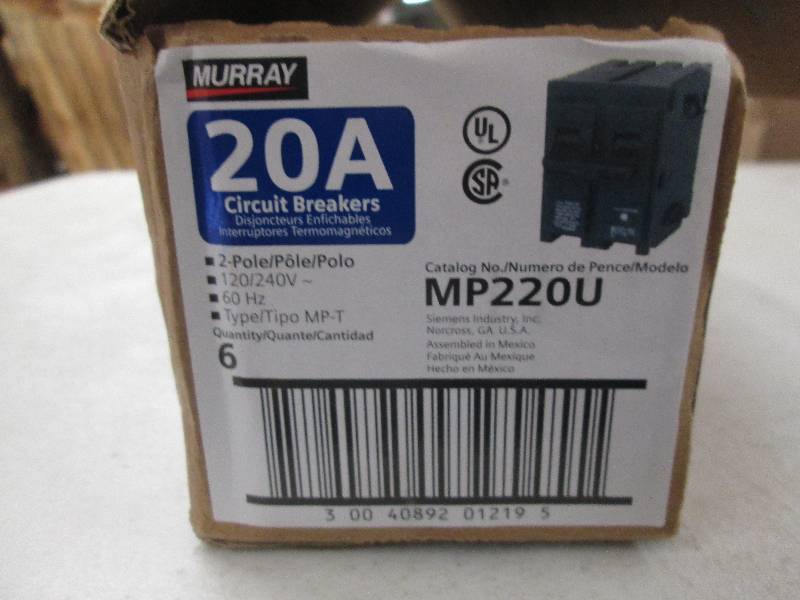 MURRAY
20A
Circuit Breakers
Disjoncteurs Enfichables
Interruptores Termomagnéticos
UL
SA
2-Pole/Pôle/Polo
120/240V ~
60 Hz
Type/Tipo MP-T
Quantity/Quante/Cantidad
6
Catalog No./Numero de Pence/Modelo
MP220U
Siemens Industry, Inc.
Norcross, GA U.S.A.
Assembled in Mexico
Fabriqué Au Mexique
Hecho en México
3 00 40892 01219 5